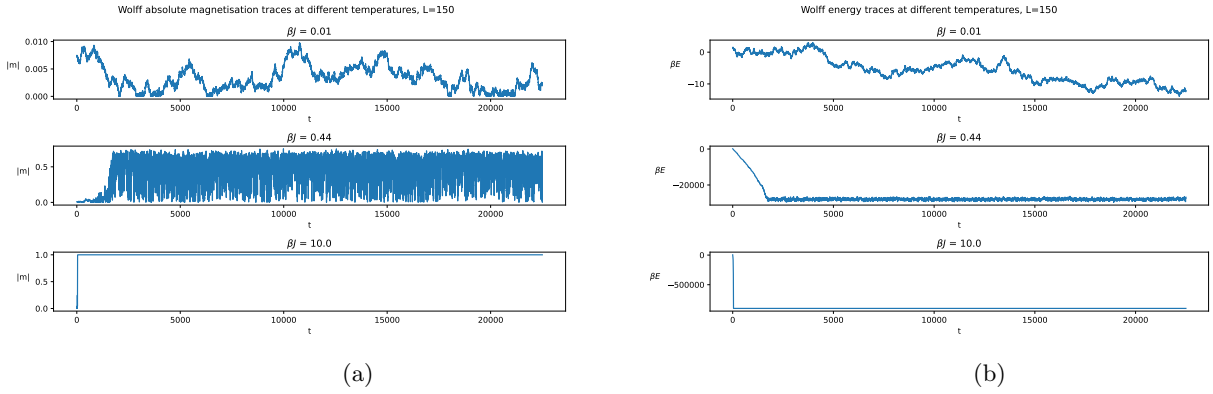 Wolff absolute magnetisation traces at different temperatures, L=150
βJ = 0.01
|m|
0.010
0.005
0.000
0 5000 10000 15000 20000
t
βJ = 0.44
|m|
0.5
0.0
0 5000 10000 15000 20000
t
βJ = 10.0
|m|
1.0
0.5
0.0
0 5000 10000 15000 20000
t
(a)
Wolff energy traces at different temperatures, L=150
βJ = 0.01
βE
0
−10
0 5000 10000 15000 20000
t
βJ = 0.44
βE
0
−20000
0 5000 10000 15000 20000
t
βJ = 10.0
βE
0
−500000
0 5000 10000 15000 20000
t
(b)